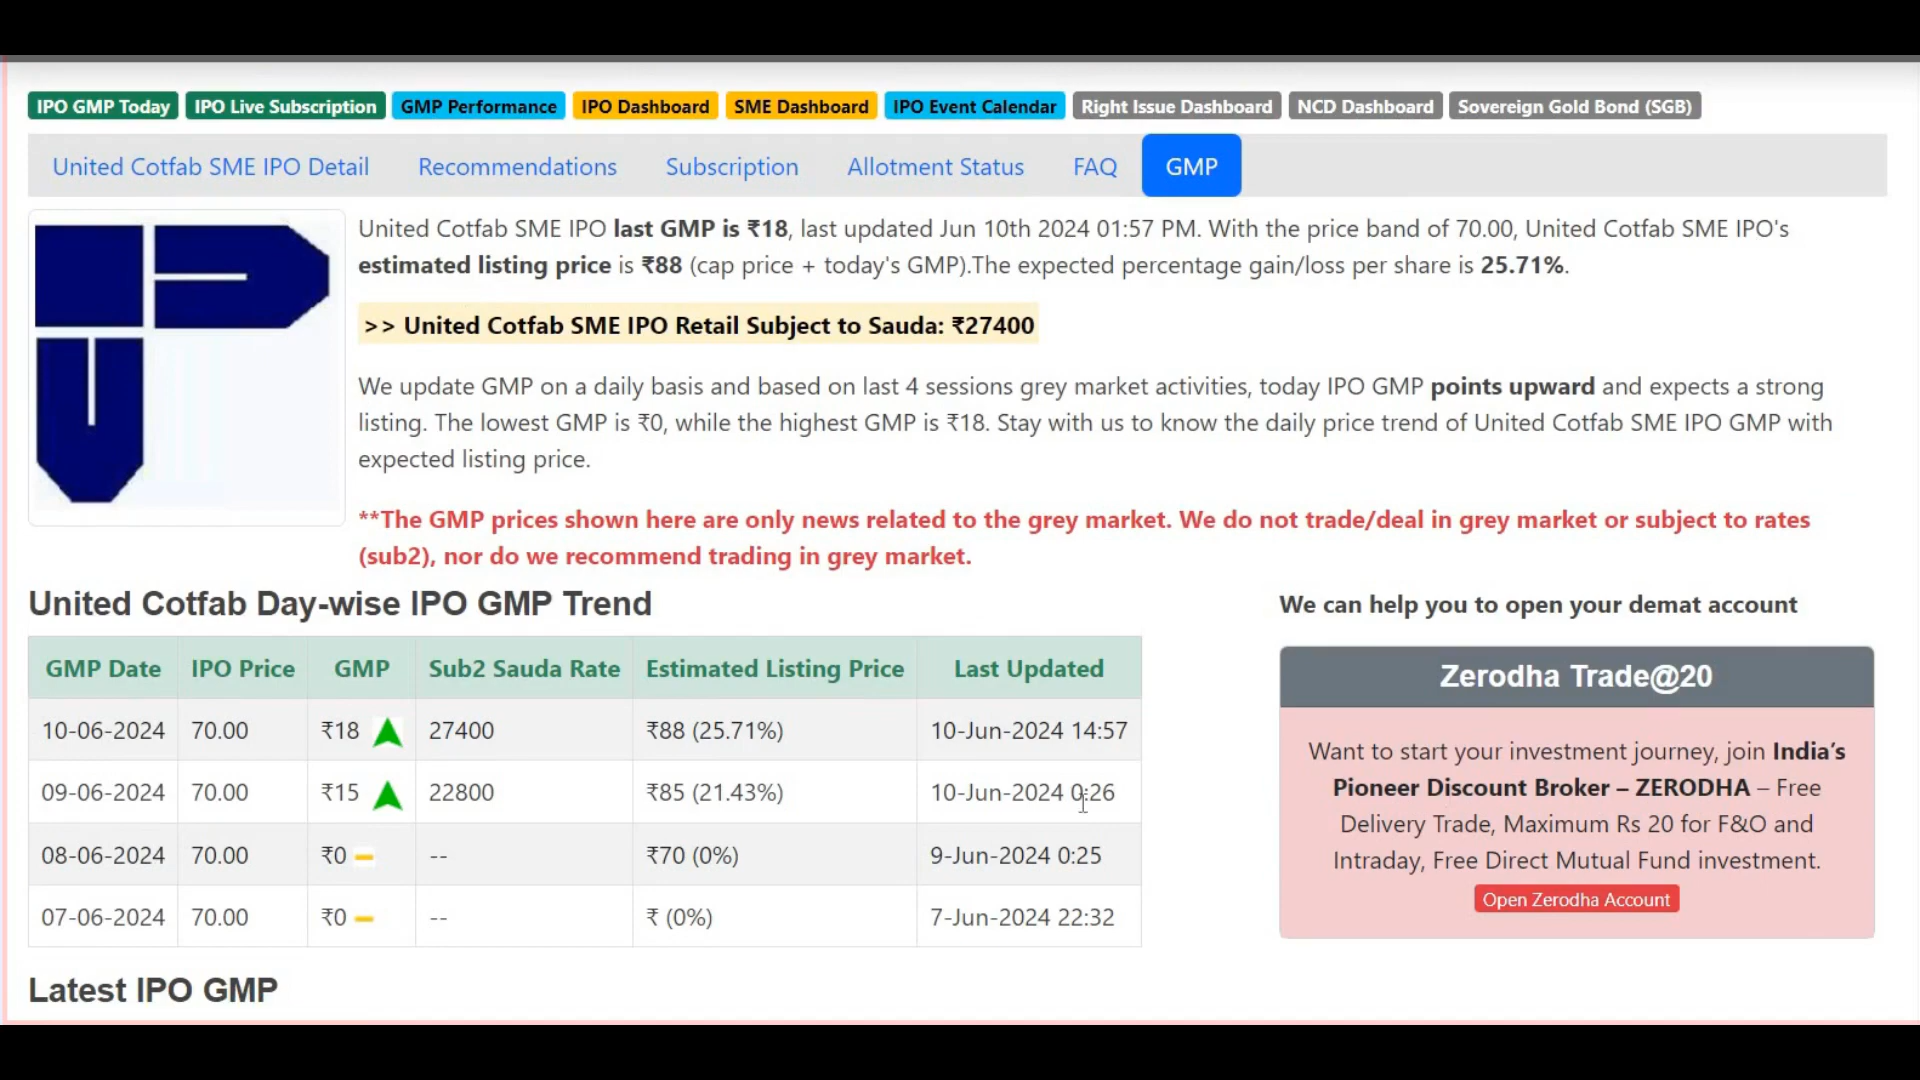 IPO GMP Today IPO Live Subscription GMP Performance IPO Dashboard SME Dashboard IPO Event Calendar Right Issue Dashboard NCD Dashboard Sovereign Gold Bond (SGB)
United Cotfab SME IPO Detail Recommendations Subscription Allotment Status FAQ GMP
United Cotfab SME IPO last GMP is ₹18, last updated Jun 10th 2024 01:57 PM. With the price band of 70.00, United Cotfab SME IPO's
estimated listing price is ₹88 (cap price + today's GMP).The expected percentage gain/loss per share is 25.71%.
>> United Cotfab SME IPO Retail Subject to Sauda: ₹27400
We update GMP on a daily basis and based on last 4 sessions grey market activities, today IPO GMP points upward and expects a strong
listing. The lowest GMP is ₹0, while the highest GMP is ₹18. Stay with us to know the daily price trend of United Cotfab SME IPO GMP with
expected listing price.
**The GMP prices shown here are only news related to the grey market. We do not trade/deal in grey market or subject to rates
(sub2), nor do we recommend trading in grey market.
United Cotfab Day-wise IPO GMP Trend
GMP Date IPO Price GMP Sub2 Sauda Rate Estimated Listing Price Last Updated
10-06-2024 70.00 ₹18 27400 ₹88 (25.71%) 10-Jun-2024 14:57
09-06-2024 70.00 ₹15 22800 ₹85 (21.43%) 10-Jun-2024 0:26
08-06-2024 70.00 ₹0 -- ₹70 (0%) 9-Jun-2024 0:25
07-06-2024 70.00 ₹0 -- ₹ (0%) 7-Jun-2024 22:32
We can help you to open your demat account
Zerodha Trade@20
Want to start your investment journey, join India's
Pioneer Discount Broker – ZERODHA – Free
Delivery Trade, Maximum Rs 20 for F&O and
Intraday, Free Direct Mutual Fund investment.
Open Zerodha Account
Latest IPO GMP